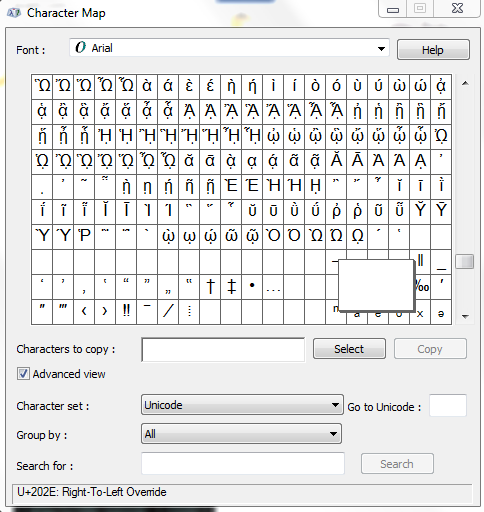 Character Map
Font : O Arial Help
Ὣ Ὤ Ὥ Ὦ Ὧ ὰ ά ὲ έ ὴ ή ὶ ί ὸ ό ὺ ύ ὼ ώ ᾀ
ᾁ ᾂ ᾃ ᾄ ᾅ ᾆ ᾇ ᾈ ᾉ ᾊ ᾋ ᾌ ᾍ ᾎ ᾏ ᾐ ᾑ ᾒ ᾓ ᾔ
ᾕ ᾖ ᾗ ᾘ ᾙ ᾚ ᾛ ᾜ ᾝ ᾞ ᾟ ᾠ ᾡ ᾢ ᾣ ᾤ ᾥ ᾦ ᾧ ᾨ
ᾩ ᾪ ᾫ ᾬ ᾭ ᾮ ᾯ ᾰ ᾱ ᾲ ᾳ ᾴ ᾶ ᾷ Ᾰ Ᾱ Ὰ Ά ᾼ ᾽
ι ᾿ ῀ ῁ ῂ ῃ ῄ ῆ ῇ Ὲ Έ Ὴ Ή ῌ ῍ ῎ ῏ ῐ ῑ ῒ
ΐ ῖ ῗ Ῐ Ῑ Ὶ Ί ῝ ῞ ῟ ῠ ῡ ῢ ΰ ῤ ῥ ῦ ῧ Ῠ Ῡ
Ὺ Ύ Ῥ ῭ ΅ ` ῲ ῳ ῴ ῶ ῷ Ὸ Ό Ὼ Ώ ῼ ´ ῾
‖ ‗
‘ ’ ‚ ‛ “ ” „ ‟ † ‡ • … ‰ ′
″ ‴ ‹ › ‼ ‾ ⁄ ⁞ ⁿ ₐ ₑ ₒ ₓ ₔ
Characters to copy : Select Copy
Advanced view
Character set : Unicode Go to Unicode :
Group by : All
Search for : Search
U+202E: Right-To-Left Override